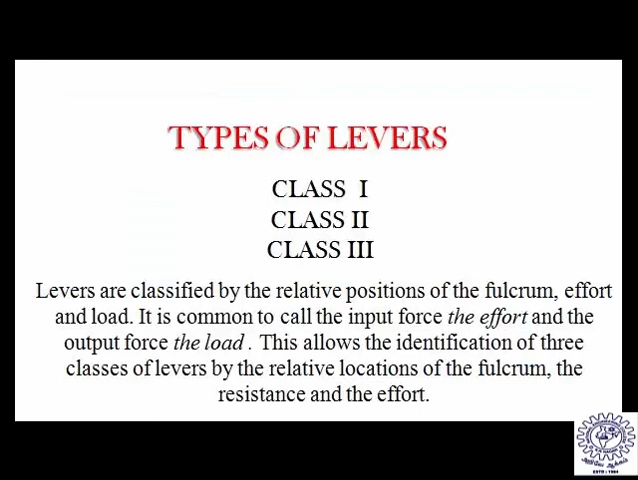 TYPES OF LEVERS
CLASS I
CLASS II
CLASS III
Levers are classified by the relative positions of the fulcrum, effort
and load. It is common to call the input force the effort and the
output force the load . This allows the identification of three
classes of levers by the relative locations of the fulcrum, the
resistance and the effort.